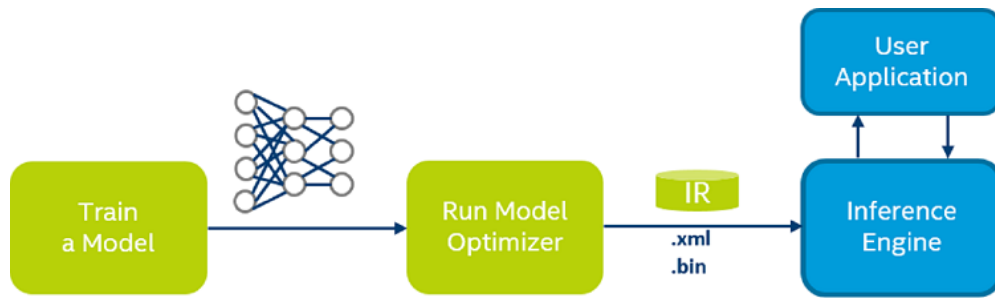 Train
a Model
Run Model
Optimizer
IR
.xml
.bin
User
Application
Inference
Engine